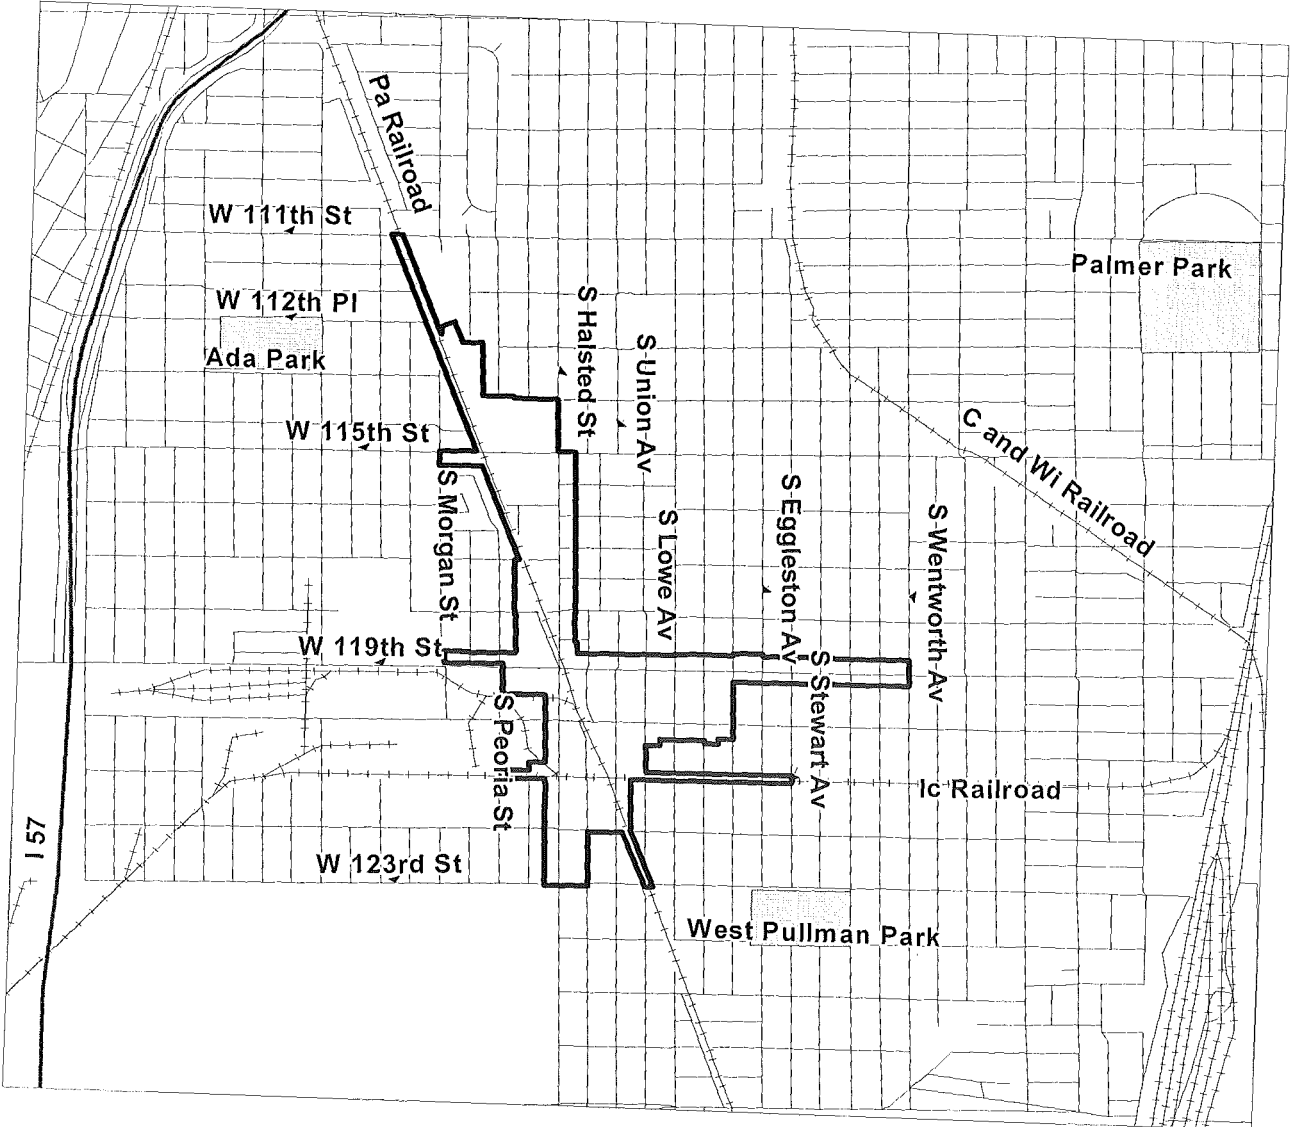 Pa Railroad
W 111th St
Palmer Park
W 112th Pl
S Halsted St
S Union Av
Ada Park
W 115th St
C and Wi Railroad
S Morgan St
S Eggleston Av
S Wentworth Av
S Lowe Av
W 119th St
S Stewart Av
S Peoria St
Ic Railroad
I 57
W 123rd St
West Pullman Park